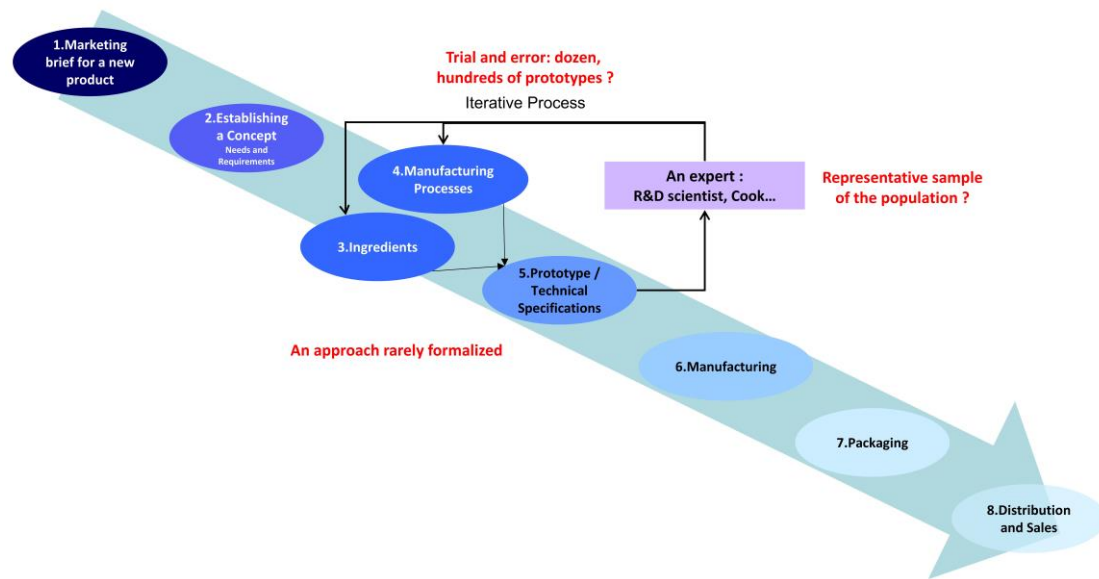 1.Marketing
brief for a new
product
2.Establishing
a Concept
Needs and
Requirements
Trial and error: dozen,
hundreds of prototypes ?
Iterative Process
4.Manufacturing
Processes
3.Ingredients
An expert :
R&D scientist, Cook...
Representative sample
of the population ?
5.Prototype /
Technical
Specifications
An approach rarely formalized
6.Manufacturing
7.Packaging
8.Distribution
and Sales